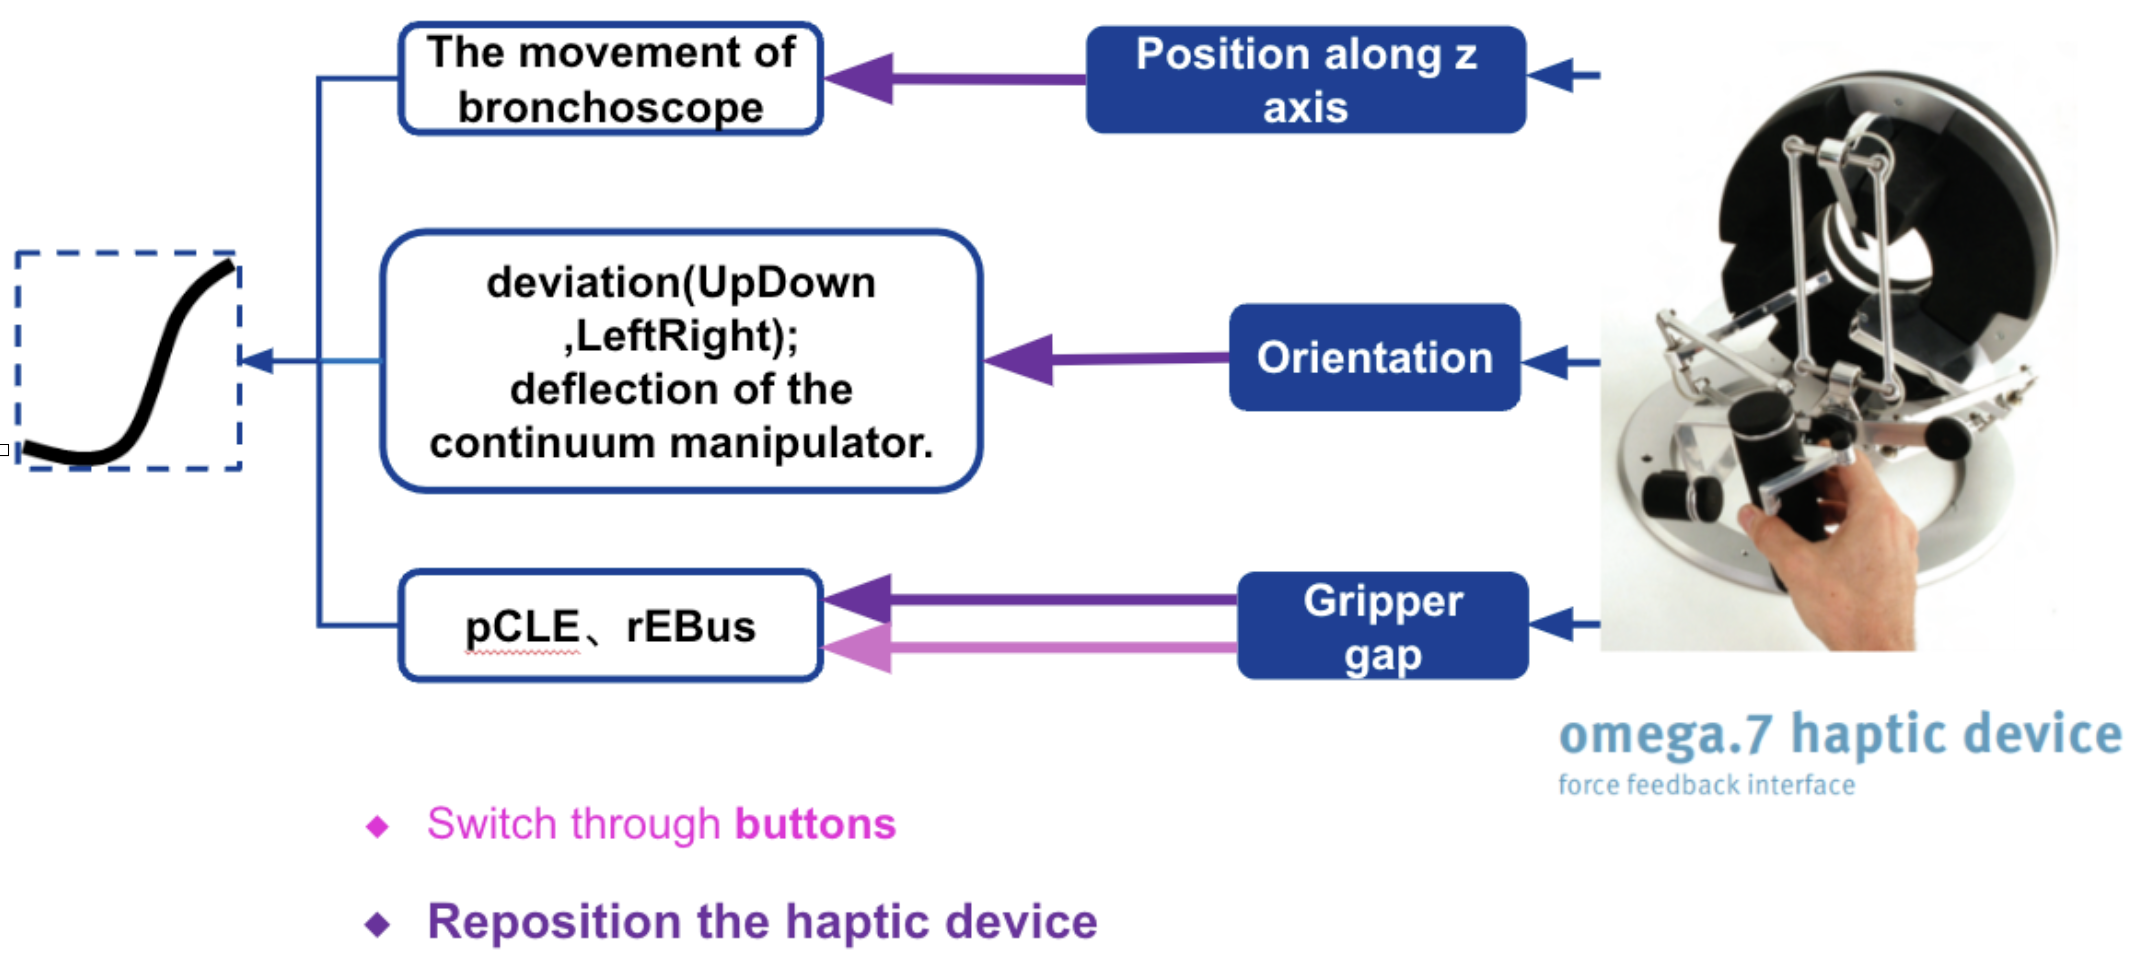 The movement of
bronchoscope
Position along z
axis
deviation(UpDown
,LeftRight);
deflection of the
continuum manipulator.
Orientation
pCLE、rEBus
Gripper
gap
omega.7 haptic device
force feedback interface
Switch through buttons
Reposition the haptic device